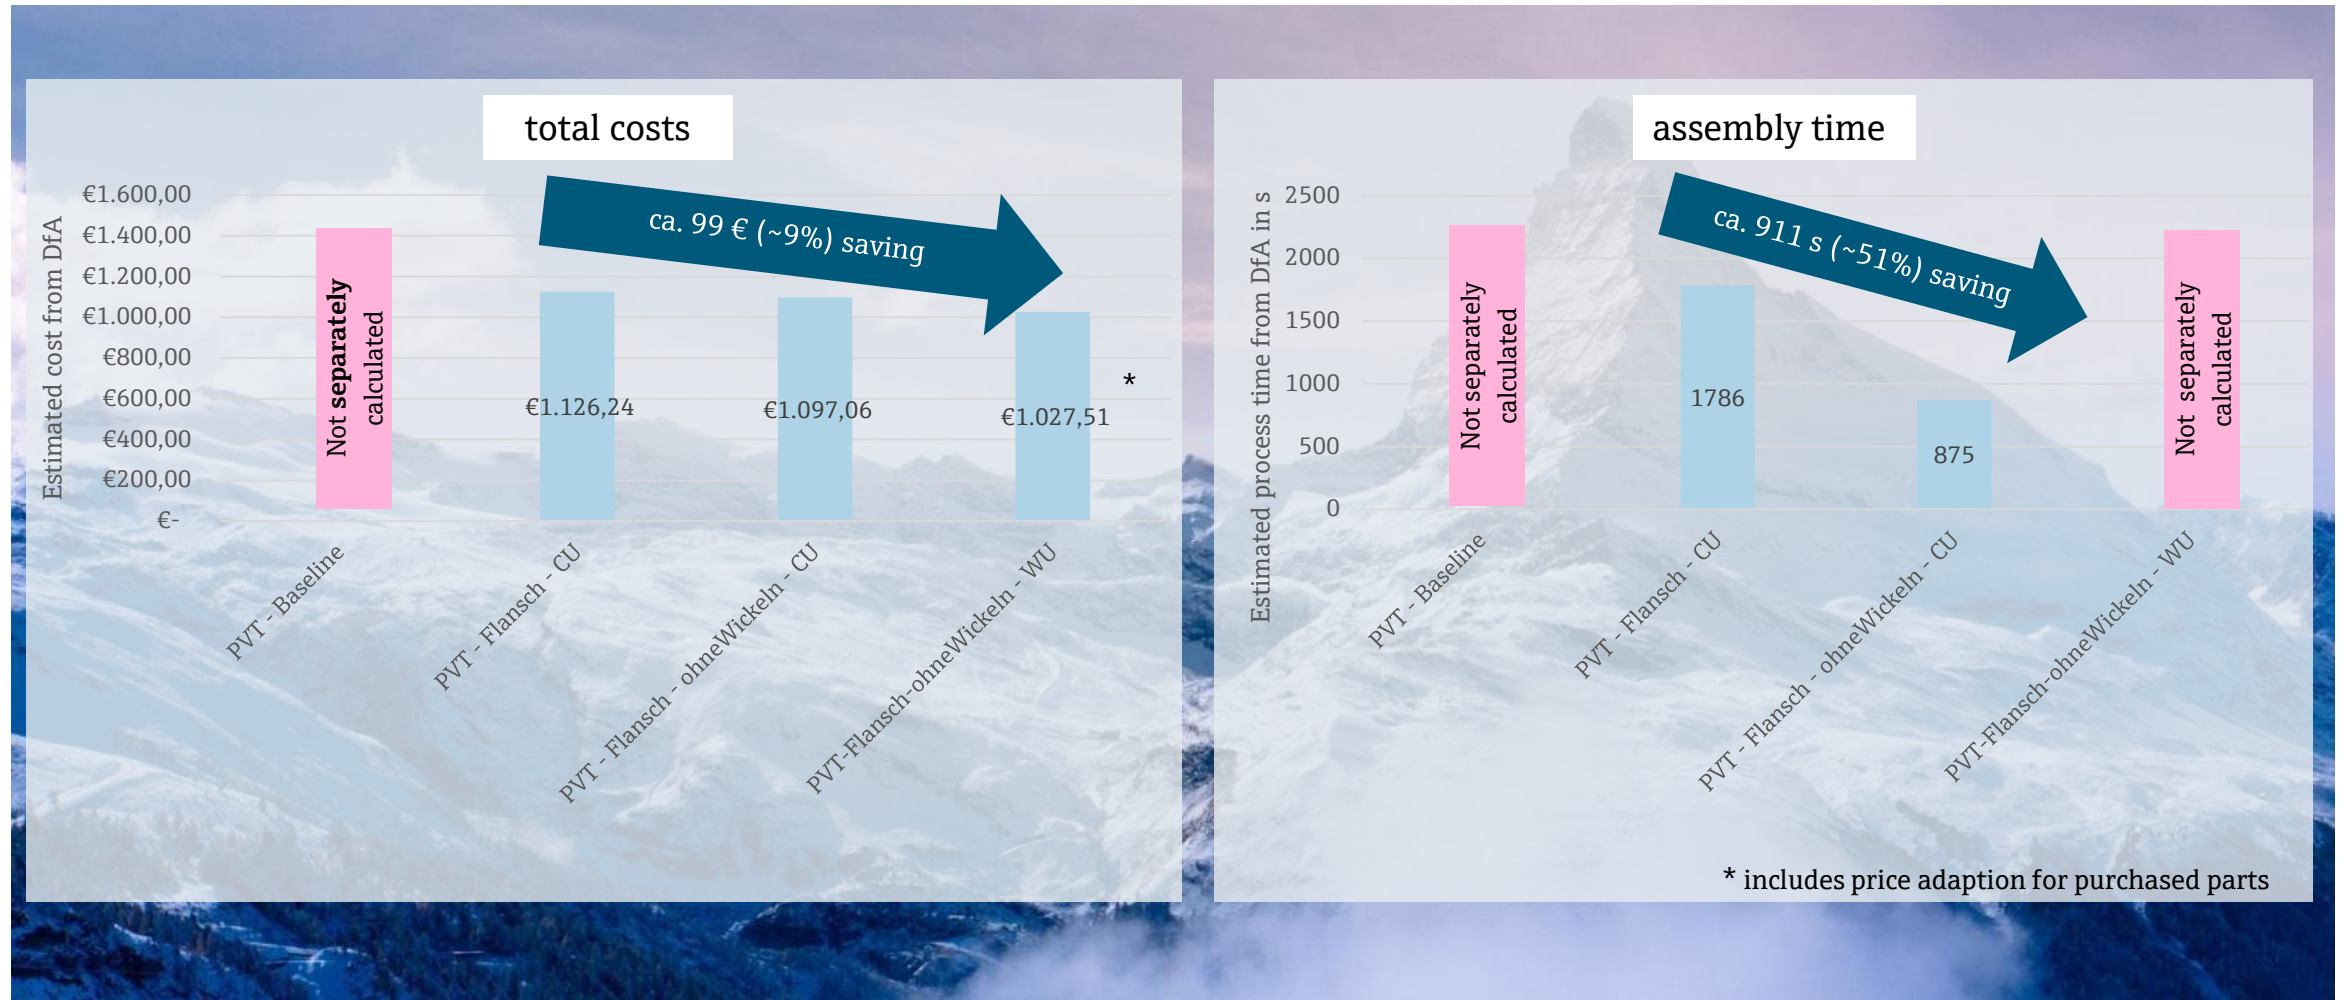 total costs
ca. 99 € (~9%) saving
Estimated cost from DfA
€1.600,00
€1.400,00
€1.200,00
€1.000,00
€800,00
€600,00
€400,00
€200,00
€-
Not separately
calculated
€1.126,24
€1.097,06
€1.027,51
*
PVT - Baseline
PVT - Flansch - CU
PVT - Flansch - ohneWickeln - CU
PVT-Flansch-ohneWickeln - WU
assembly time
ca. 911 s (~51%) saving
Estimated process time from DfA in s
2500
2000
1500
1000
500
0
Not separately
calculated
1786
875
Not separately
calculated
PVT - Baseline
PVT - Flansch - CU
PVT - Flansch - ohneWickeln - CU
PVT-Flansch-ohneWickeln - WU
* includes price adaption for purchased parts